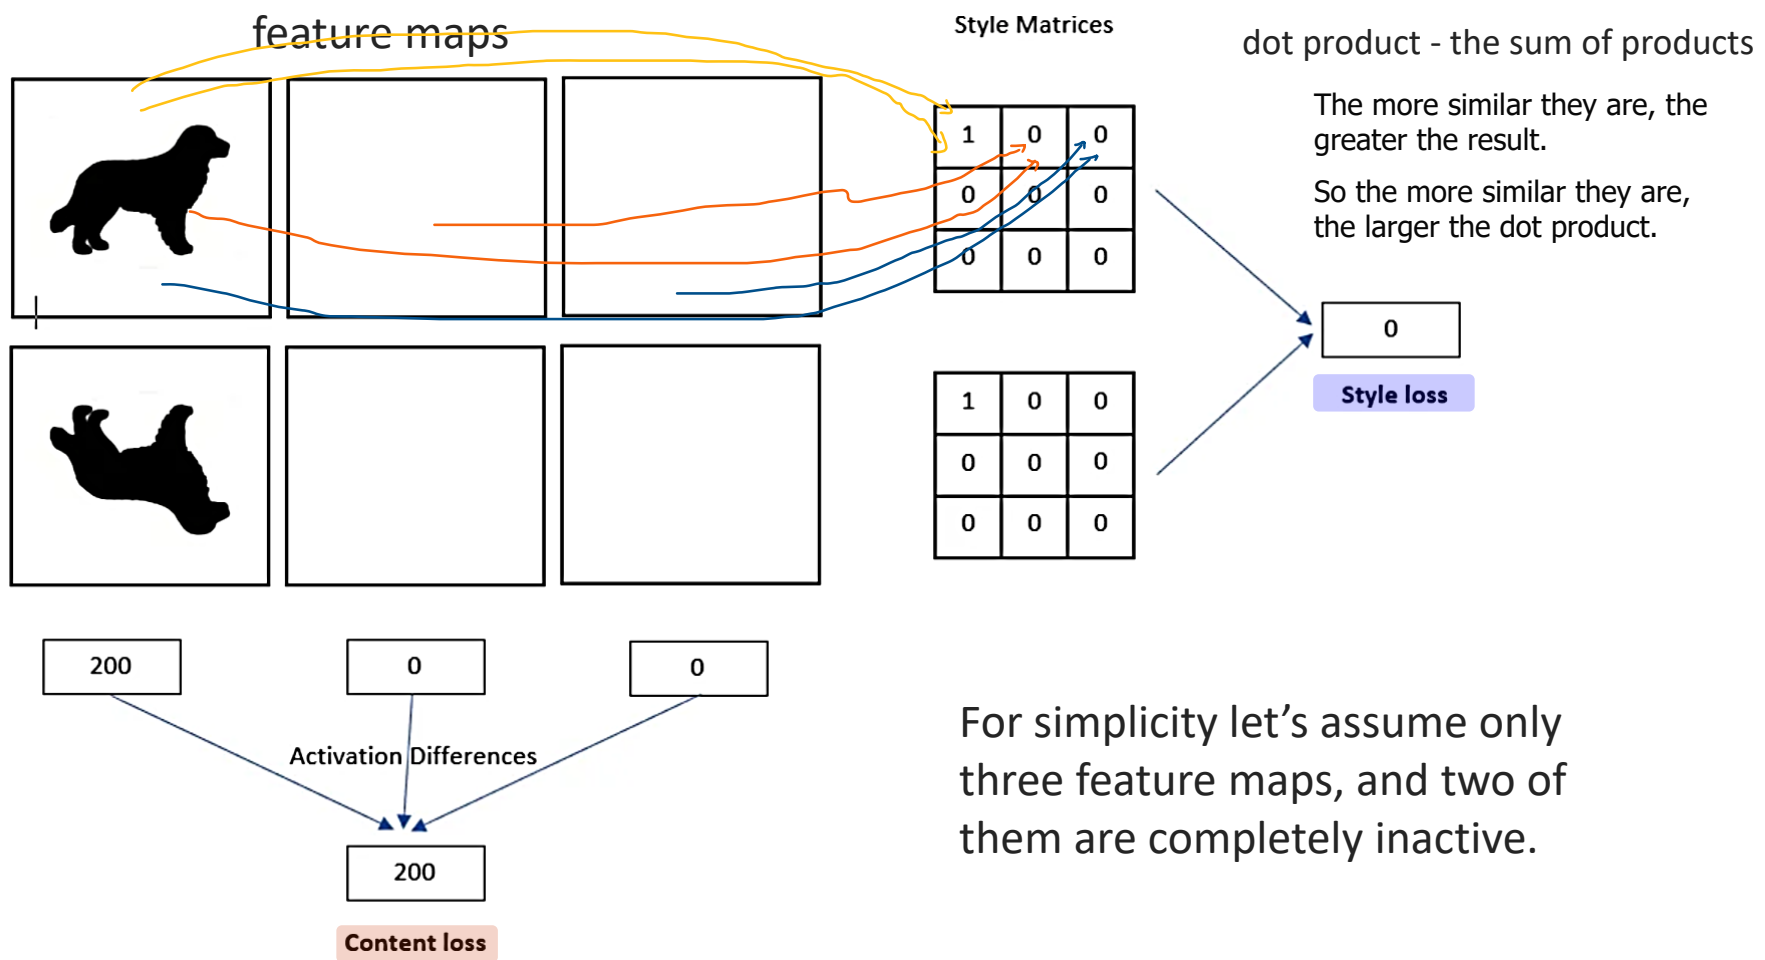 feature maps
Style Matrices
dot product - the sum of products
The more similar they are, the
greater the result.
So the more similar they are,
the larger the dot product.
1 0 0
0 0 0
0 0 0
0
Style loss
1 0 0
0 0 0
0 0 0
200 0 0
Activation Differences
200
Content loss
For simplicity let’s assume only
three feature maps, and two of
them are completely inactive.